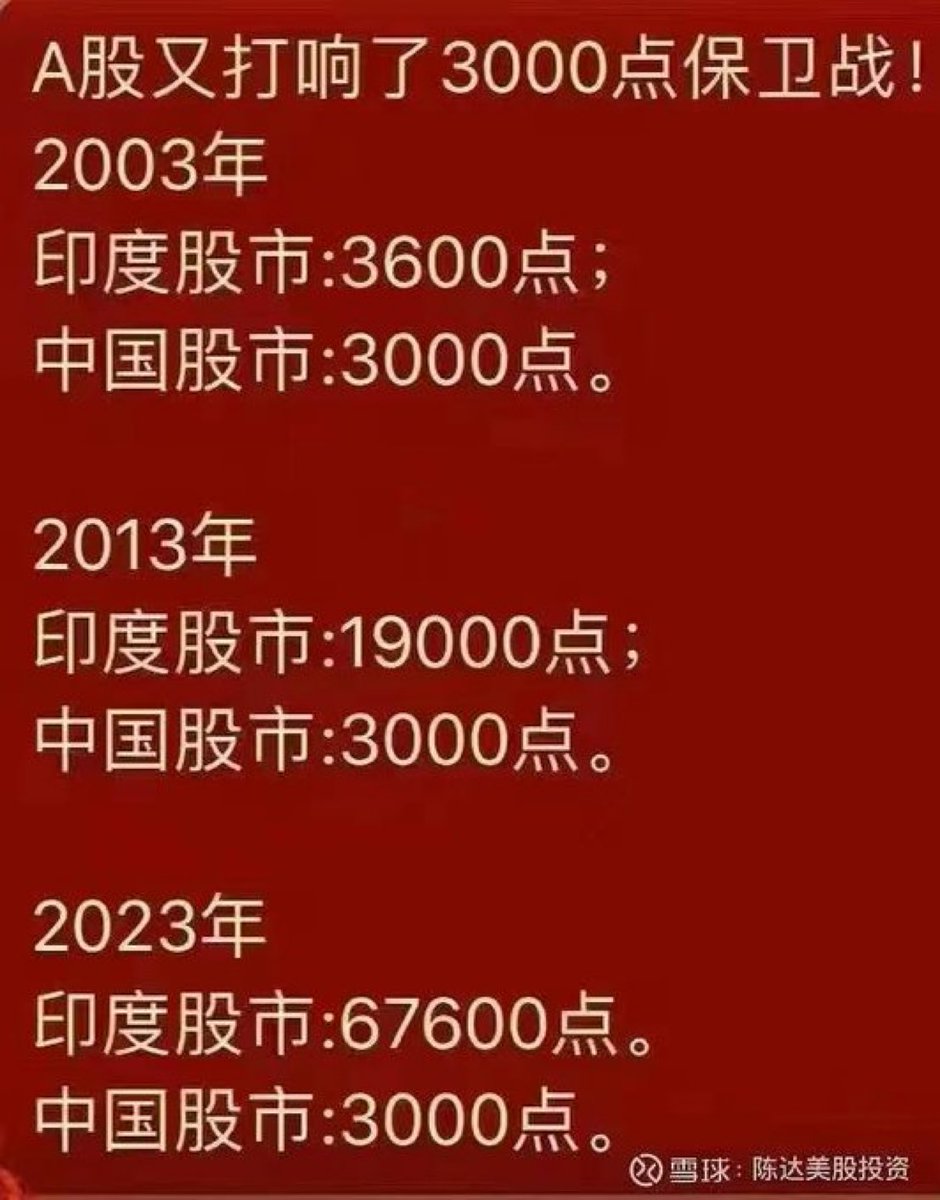 A股又打响了3000点保卫战！
2003年
印度股市:3600点；
中国股市:3000点。
2013年
印度股市:19000点；
中国股市:3000点。
2023年
印度股市:67600点。
中国股市:3000点。
雪球：陈达美股投资